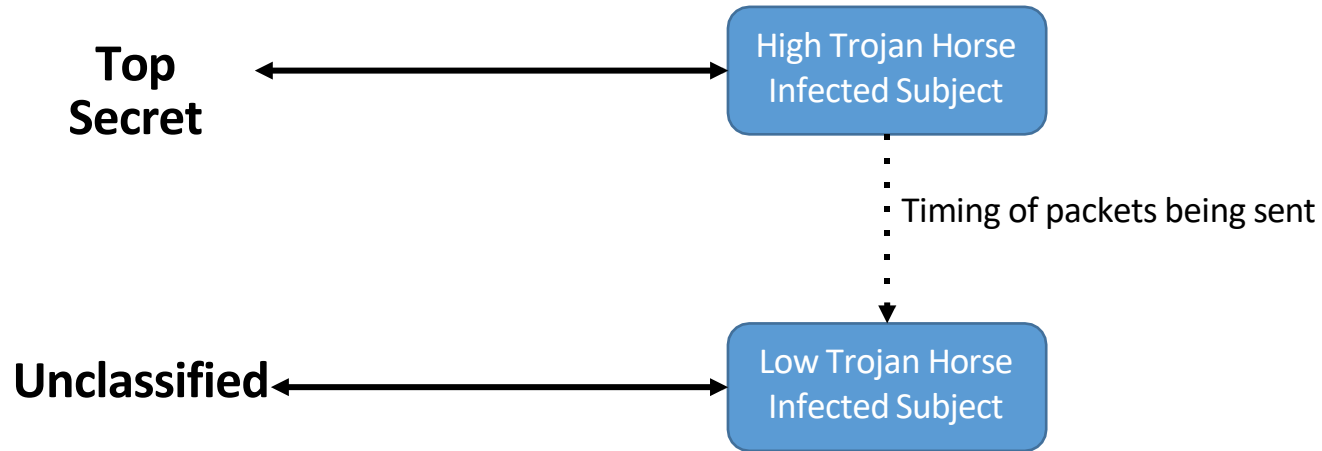 Top
Secret
High Trojan Horse
Infected Subject
Timing of packets being sent
Unclassified
Low Trojan Horse
Infected Subject